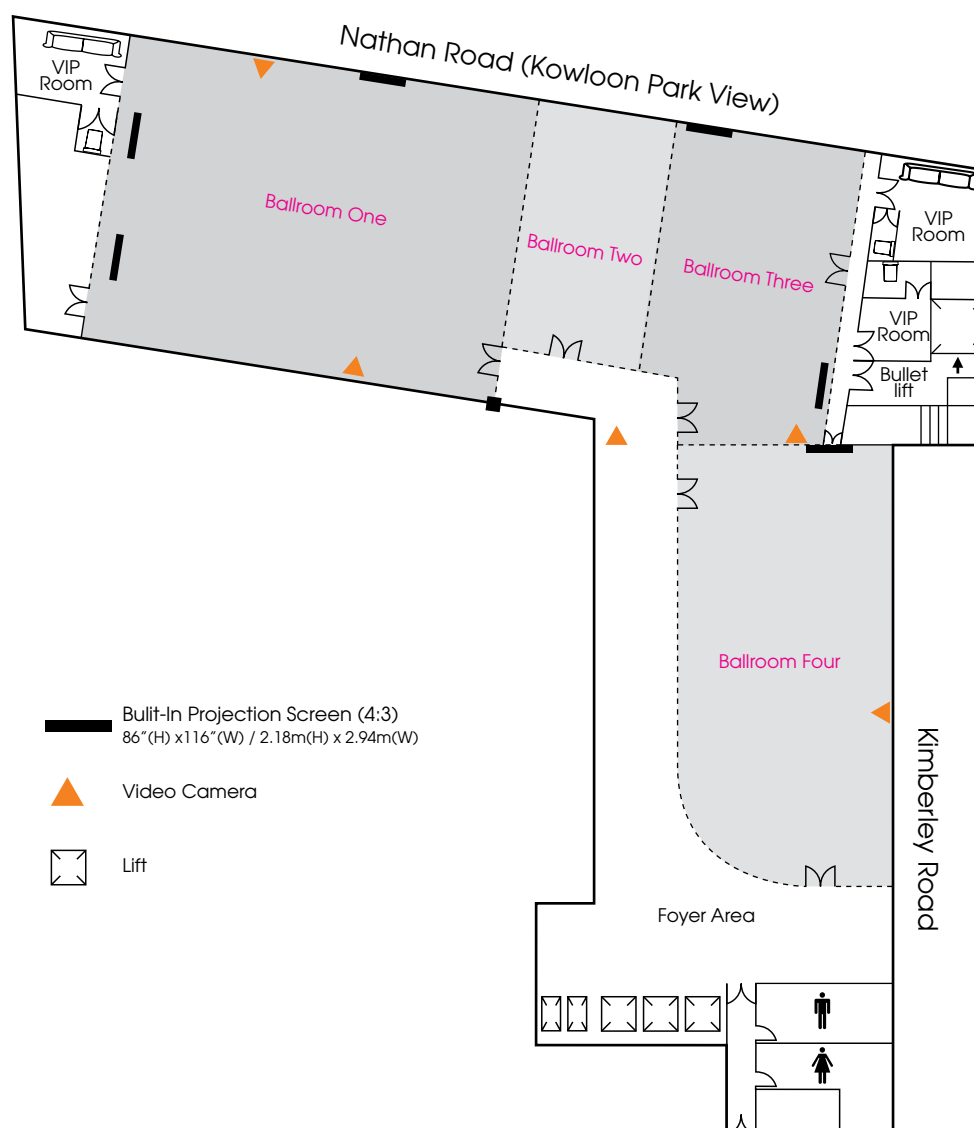 Nathan Road (Kowloon Park View)
VIP
Room
Ballroom One
Ballroom Two
Ballroom Three
VIP
Room
VIP
Room
Bullet
lift
Ballroom Four
Bulit-In Projection Screen (4:3)
86”(H) x116”(W) / 2.18m(H) x 2.94m(W)
Video Camera
Lift
Kimberley Road
Foyer Area